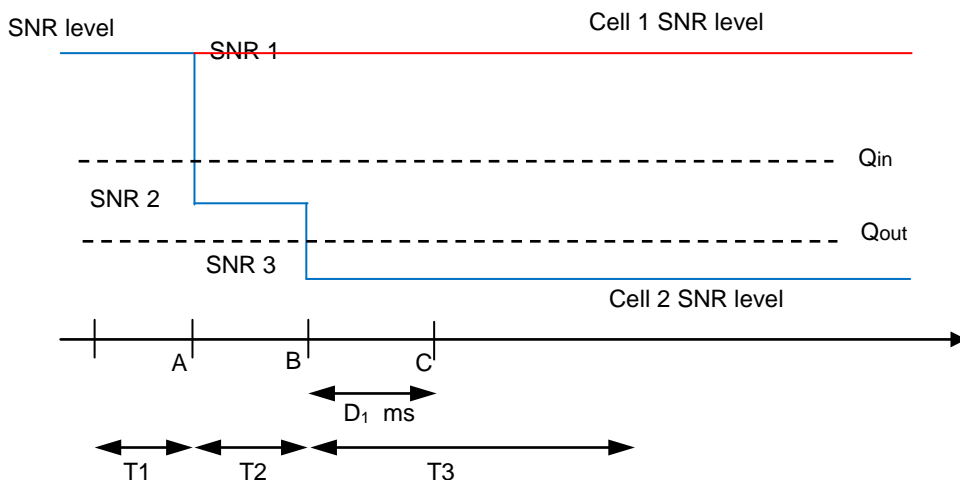 Cell 1 SNR level
SNR level
SNR 1
Qin
SNR 2
Qout
SNR 3
Cell 2 SNR level
A
B
C
D1 ms
T1
T2
T3